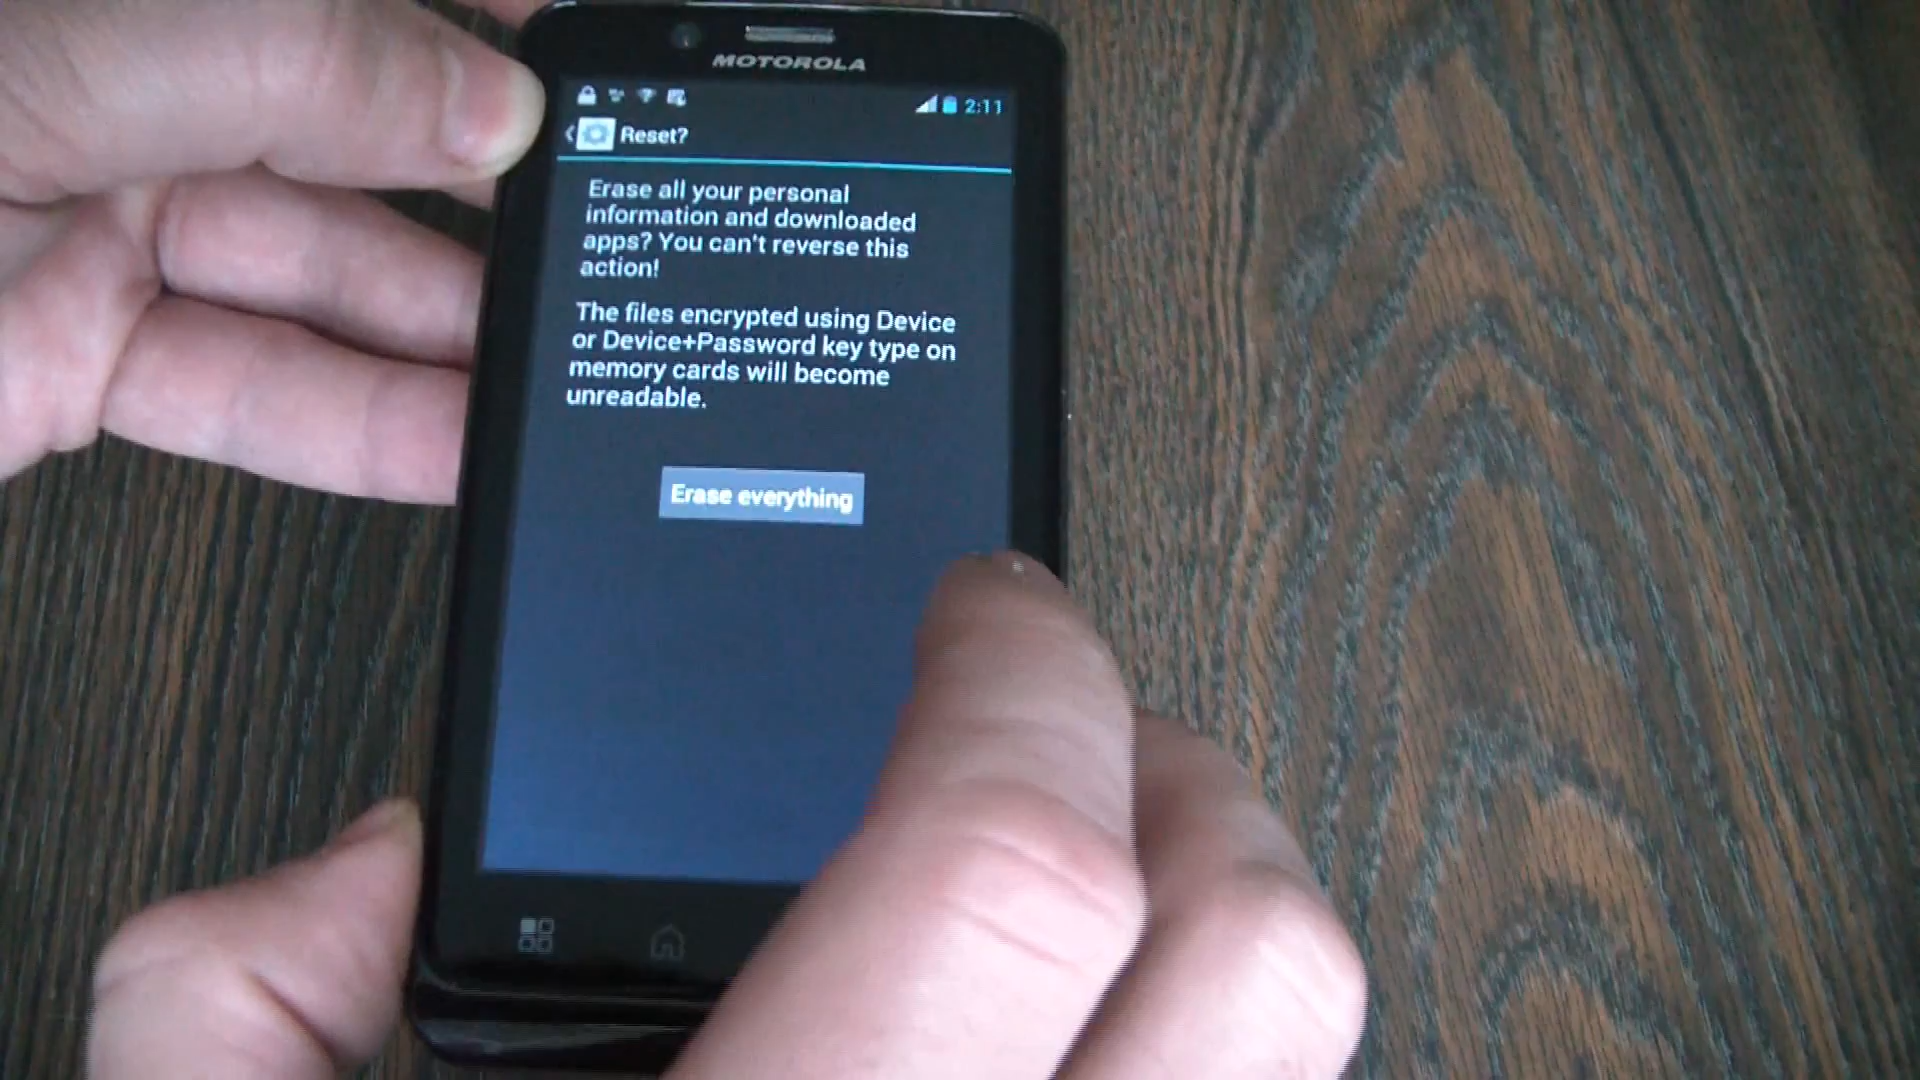 MOTOROLA
2:11
Reset?
Erase all your personal
information and downloaded
apps? You can't reverse this
action!
The files encrypted using Device
or Device+Password key type on
memory cards will become
unreadable.
Erase everything